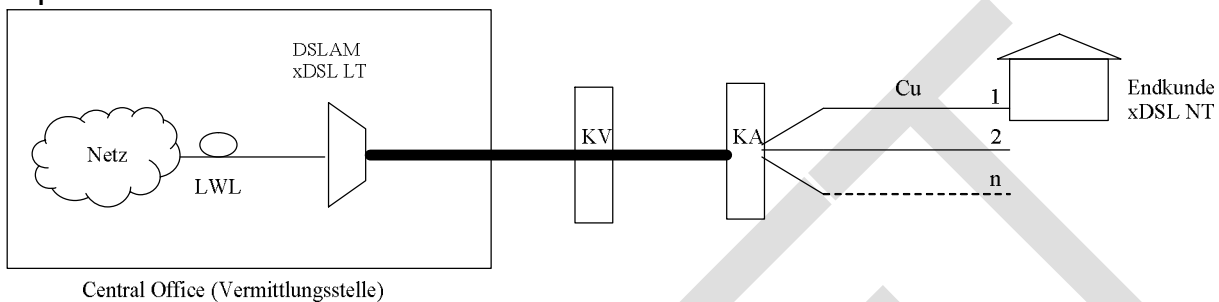 DSLAM
xDSL LT
Netz
LWL
KV
KA
Cu
1
2
n
Endkunde
xDSL NT
Central Office (Vermittlungsstelle)